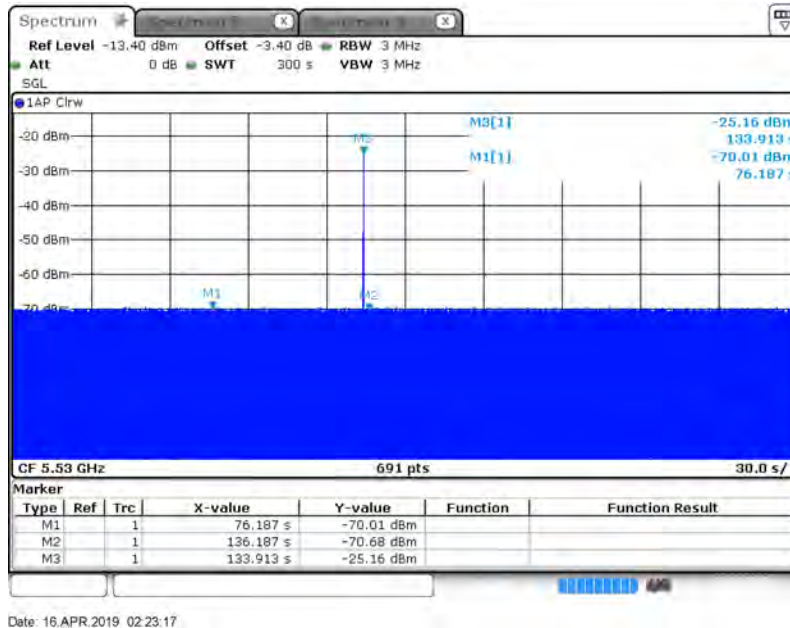 Spectrum
Ref Level -13.40 dBm Offset -3.40 dB RBW 3 MHz
Att 0 dB SWT 300 s VBW 3 MHz
SGL
1AP Clrw
M3[1] -25.16 dBm
133.913 s
M1[1] -70.01 dBm
76.187 s
-20 dBm
M3
-30 dBm
-40 dBm
-50 dBm
-60 dBm
M1 M2
-70 dBm
CF 5.53 GHz 691 pts 30.0 s/
Marker
Type Ref Trc X-value Y-value Function Function Result
M1 1 76.187 s -70.01 dBm
M2 1 136.187 s -70.68 dBm
M3 1 133.913 s -25.16 dBm
Date: 16.APR.2019 02:23:17